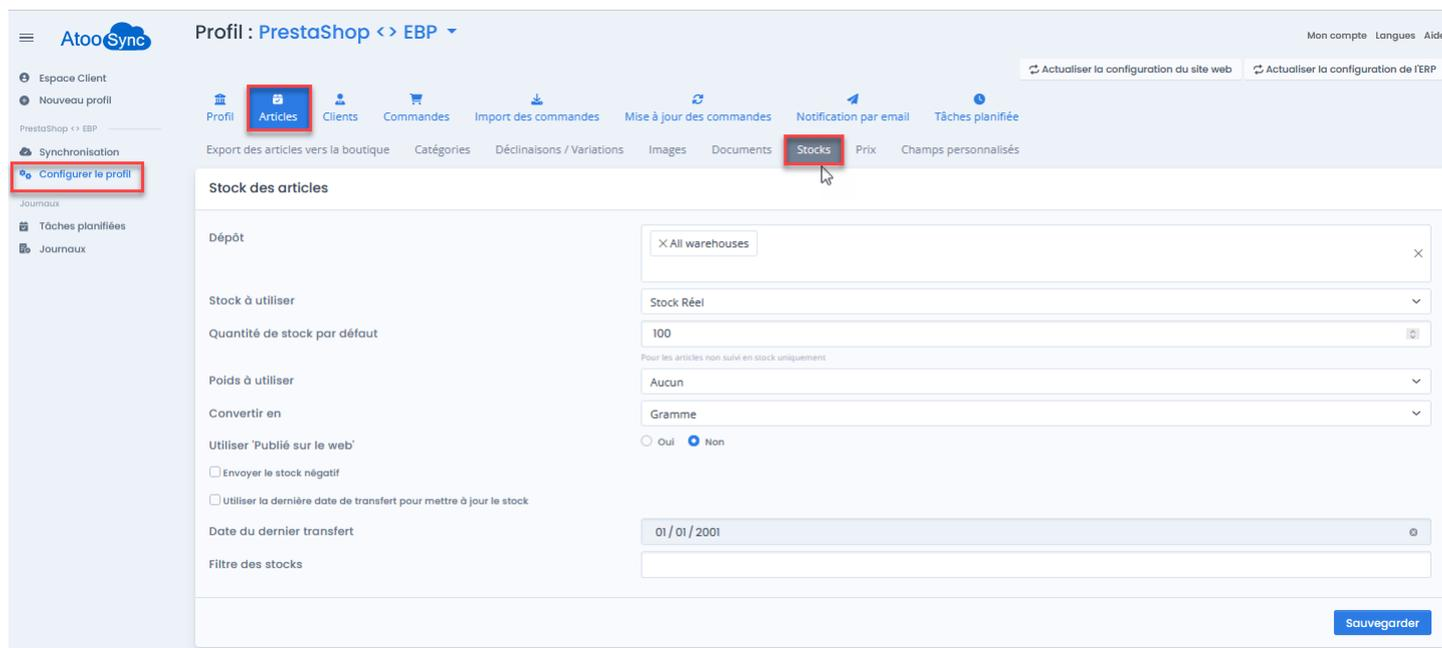 AtooSync
Profil : PrestaShop <> EBP
Mon compte Langues Aide
Espace Client
Nouveau profil
PrestaShop <> EBP
Synchronisation
Configurer le profil
Journaux
Tâches planifiées
Journaux
Actualiser la configuration du site web Actualiser la configuration de l'ERP
Profil Articles Clients Commandes Import des commandes Mise à jour des commandes Notification par email Tâches planifiée
Export des articles vers la boutique Catégories Déclinaisons / Variations Images Documents Stocks Prix Champs personnalisés
Stock des articles
Dépôt
All warehouses
Stock à utiliser
Stock Réel
Quantité de stock par défaut
100
Pour les articles non suivi en stock uniquement
Poids à utiliser
Aucun
Convertir en
Gramme
Utiliser 'Publié sur le web'
Oui Non
Envoyer le stock négatif
Utiliser la dernière date de transfert pour mettre à jour le stock
Date du dernier transfert
01/01/2001
Filtre des stocks
Sauvegarder